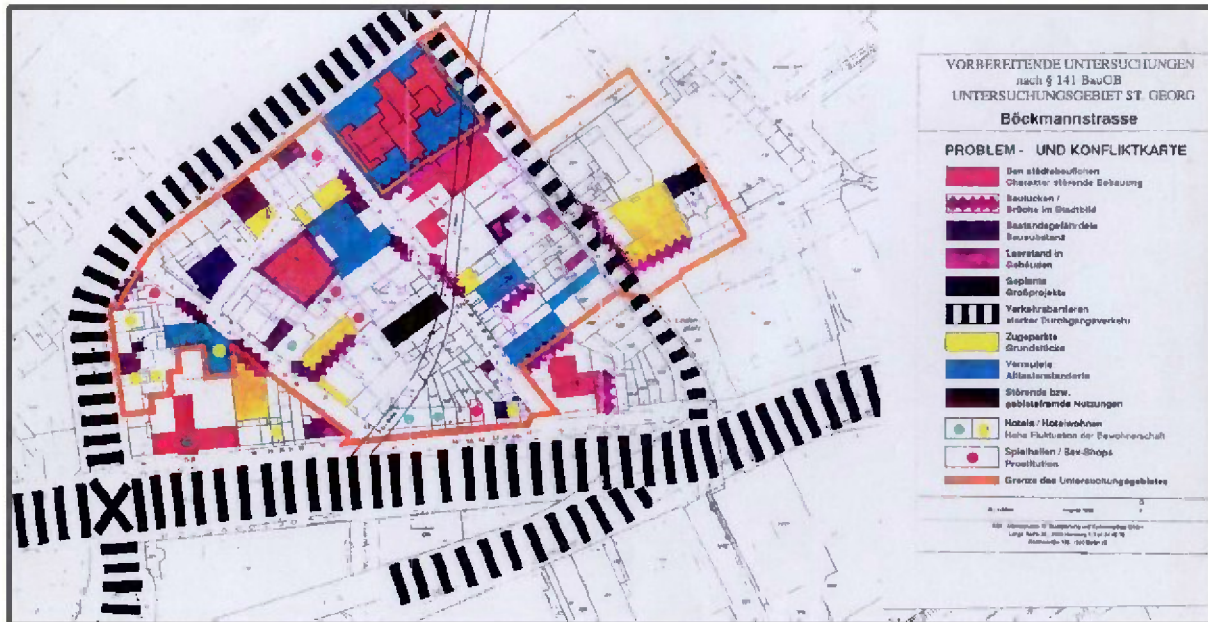 VORBEREITENDE UNTERSUCHUNGEN
nach § 141 BauGB
UNTERSUCHUNGSGEBIET ST. GEORG
Böckmannstrasse
PROBLEM - UND KONFLIKTKARTE
Den städtebaulichen
Charakter störende Bebauung
Baulücken /
Brüche im Stadtbild
Bestandsgefährdete
Bausubstanz
Leerstand in
Gebäuden
Geplante
Großprojekte
Verkehrsbarrieren
starker Durchgangsverkehr
Zugeparkte
Grundstücke
Vermutete
Altlastenstandorte
Störende bzw.
gebietsfremde Nutzungen
Hotels / Hotelwohnen
Hohe Fluktuation der Bewohnerschaft
Spielhallen / Sex-Shops
Prostitution
Grenze des Untersuchungsgebietes